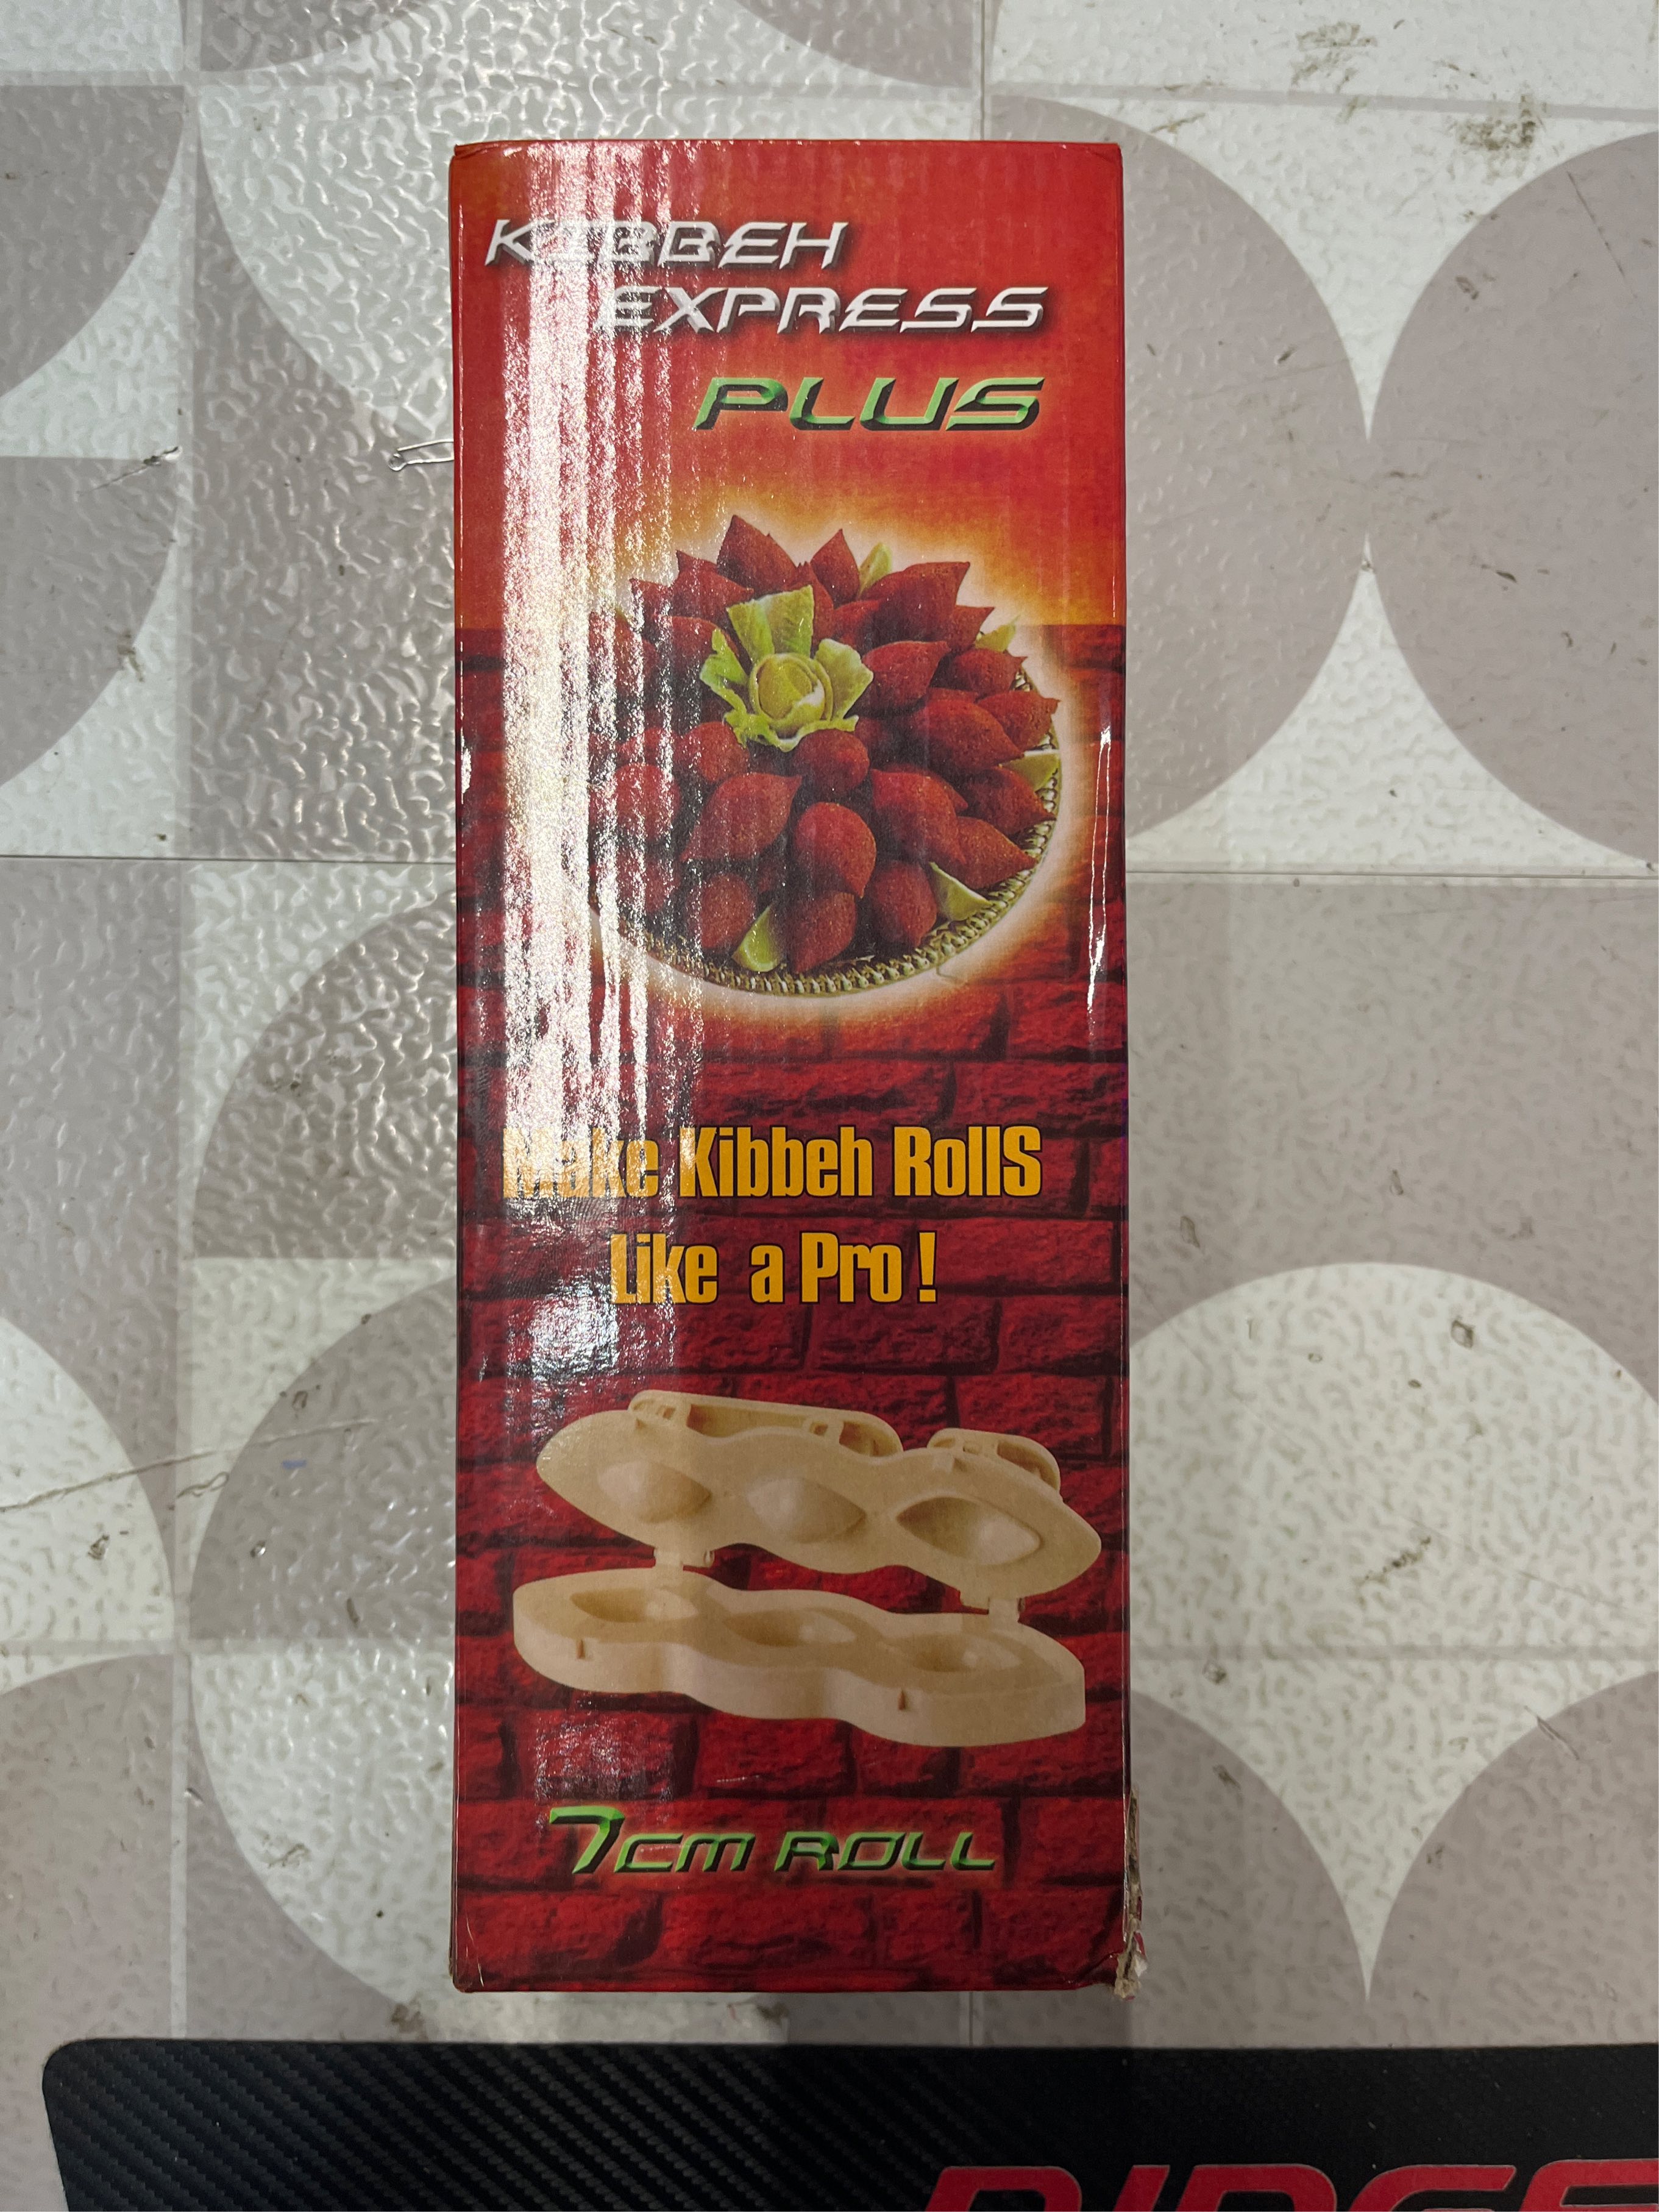 KIBBEH
EXPRESS
PLUS
Make Kibbeh RollS
Like a Pro !
7CM ROLL